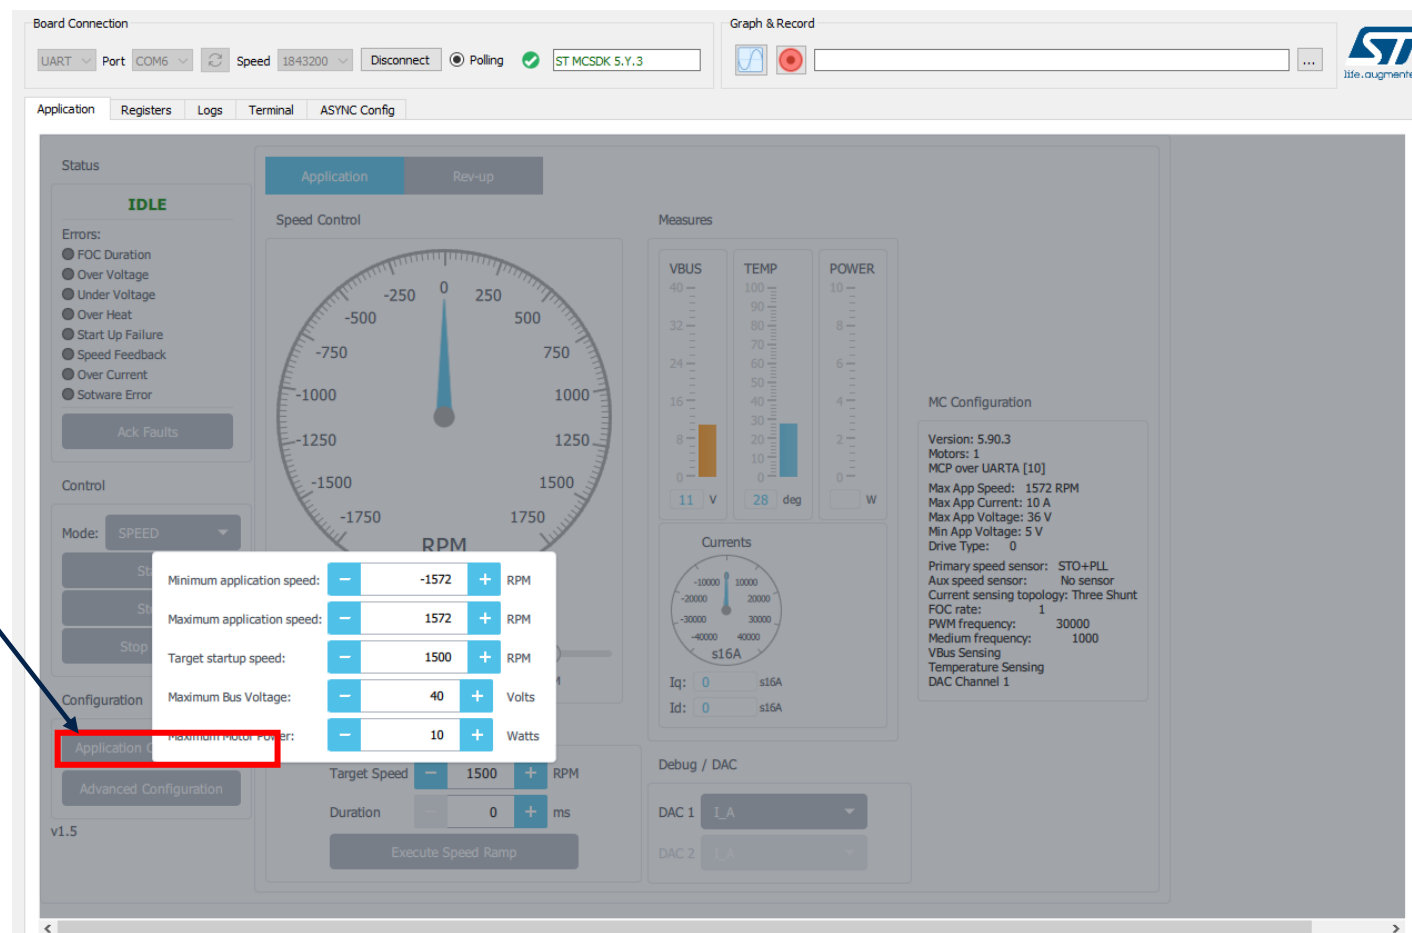 Board Connection
UART Port COM6 Speed 1843200 Disconnect Polling ST MCSDK 5.Y.3
Graph & Record
...
ST
life.augmente
Application Registers Logs Terminal ASYNC Config
Status
IDLE
Errors:
FOC Duration
Over Voltage
Under Voltage
Over Heat
Start Up Failure
Speed Feedback
Over Current
Sotware Error
Ack Faults
Control
Mode: SPEED
St
St
Stop
Configuration
Application C
Advanced Configuration
v1.5
Application Rev-up
Speed Control
-250 0 250
-500 500
-750 750
-1000 1000
-1250 1250
-1500 1500
-1750 1750
RPM
Minimum application speed: − -1572 + RPM
Maximum application speed: − 1572 + RPM
Target startup speed: − 1500 + RPM
Maximum Bus Voltage: − 40 + Volts
Maximum Motor Power: − 10 + Watts
Target Speed − 1500 + RPM
Duration − 0 + ms
Execute Speed Ramp
Measures
VBUS
40
32
24
16
8
0
11 V
TEMP
100
90
80
70
60
50
40
30
20
10
0
28 deg
POWER
10
8
6
4
2
0
W
Currents
-10000 0 10000
-20000 20000
-30000 30000
-40000 40000
s16A
Iq: 0 s16A
Id: 0 s16A
Debug / DAC
DAC 1 I_A
DAC 2 I_A
MC Configuration
Version: 5.90.3
Motors: 1
MCP over UARTA [10]
Max App Speed: 1572 RPM
Max App Current: 10 A
Max App Voltage: 36 V
Min App Voltage: 5 V
Drive Type: 0
Primary speed sensor: STO+PLL
Aux speed sensor: No sensor
Current sensing topology: Three Shunt
FOC rate: 1
PWM frequency: 30000
Medium frequency: 1000
VBus Sensing
Temperature Sensing
DAC Channel 1